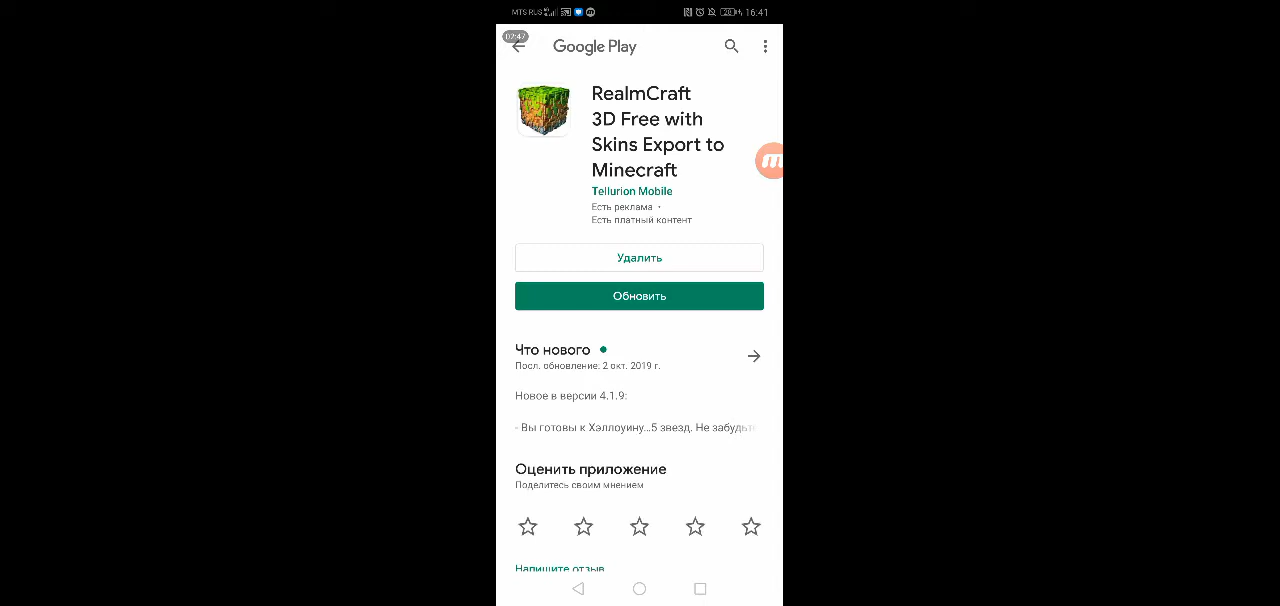 MTS RUS 16:41
02:47
Google Play
RealmCraft
3D Free with
Skins Export to
Minecraft
Tellurion Mobile
Есть реклама •
Есть платный контент
Удалить
Обновить
Что нового
Посл. обновление: 2 окт. 2019 г.
Новое в версии 4.1.9:
- Вы готовы к Хэллоуину...5 звезд. Не забудьте
Оценить приложение
Поделитесь своим мнением
Напишите отзыв